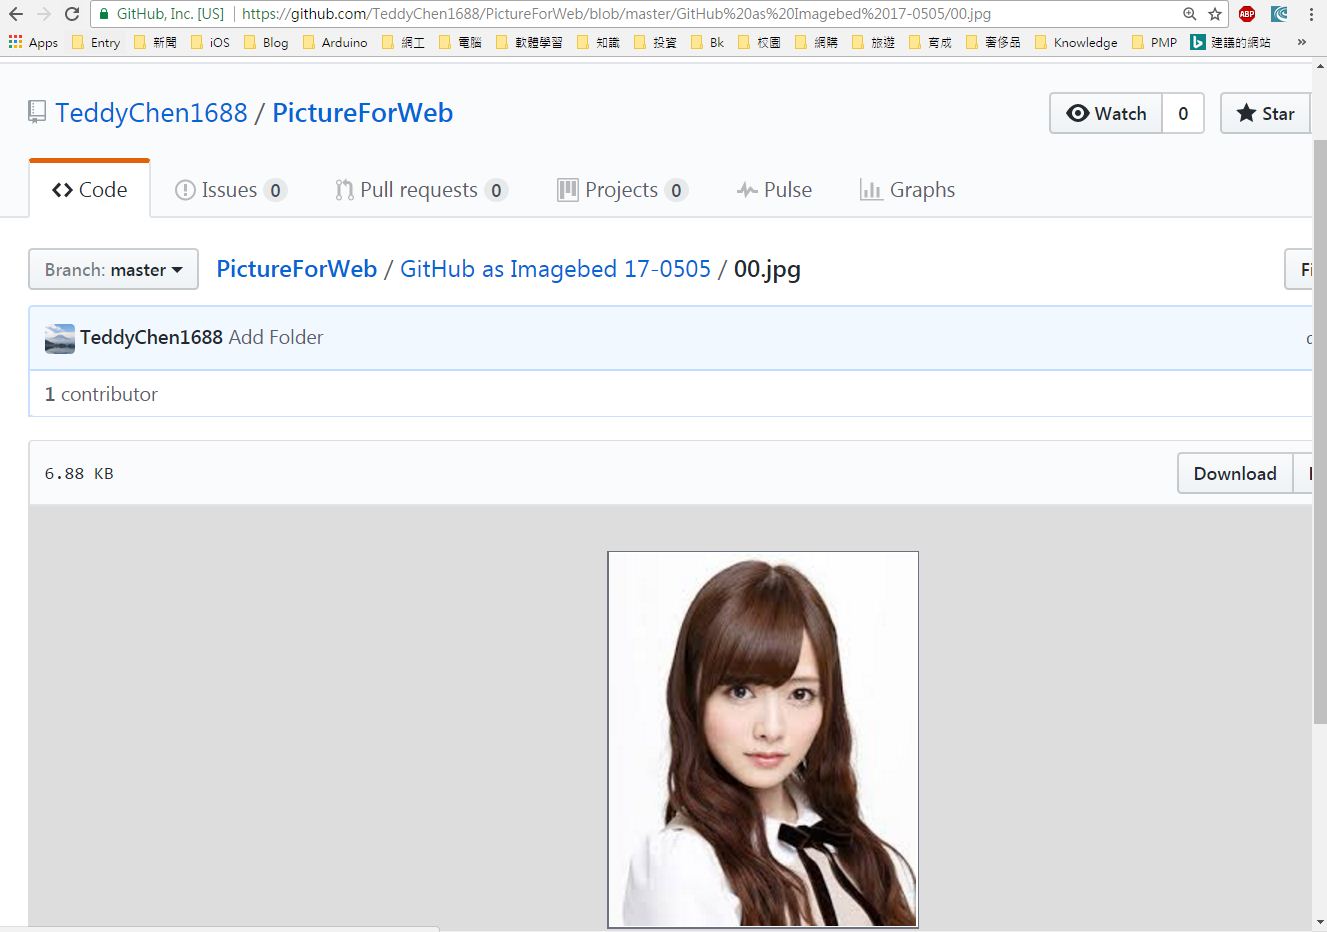 GitHub, Inc. [US] | https://github.com/TeddyChen1688/PictureForWeb/blob/master/GitHub%20as%20Imagebed%2017-0505/00.jpg
ABP
Apps Entry 新聞 iOS Blog Arduino 網工 電腦 軟體學習 知識 投資 Bk 校園 網購 旅遊 育成 奢侈品 Knowledge PMP 建議的網站 »
TeddyChen1688 / PictureForWeb
Watch 0 Star
Code Issues 0 Pull requests 0 Projects 0 Pulse Graphs
Branch: master PictureForWeb / GitHub as Imagebed 17-0505 / 00.jpg
Fi
TeddyChen1688 Add Folder
1 contributor
6.88 KB
Download